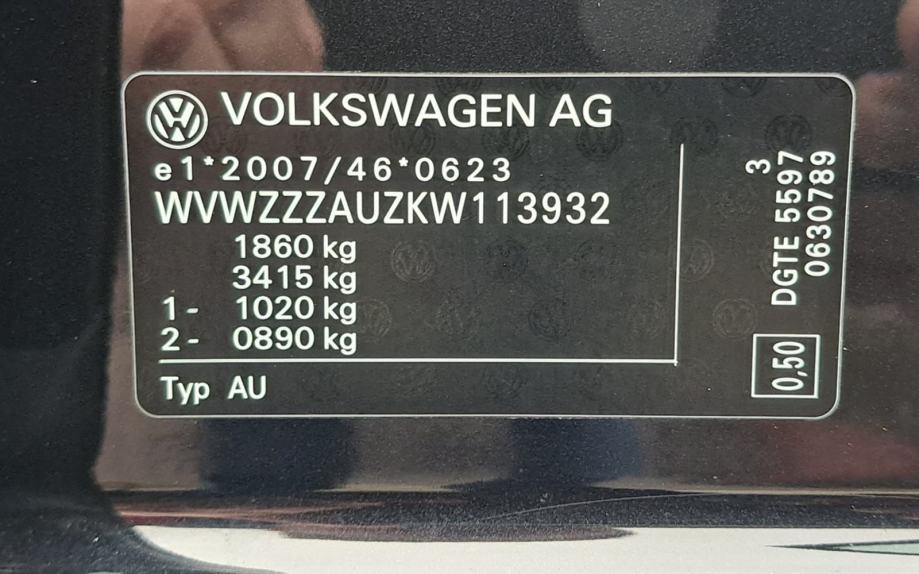 VOLKSWAGEN AG
e1*2007/46*0623
WVWZZZAUZKW113932
1860 kg
3415 kg
1- 1020 kg
2- 0890 kg
Typ AU
3
DGTE 5597
0630789
0,50